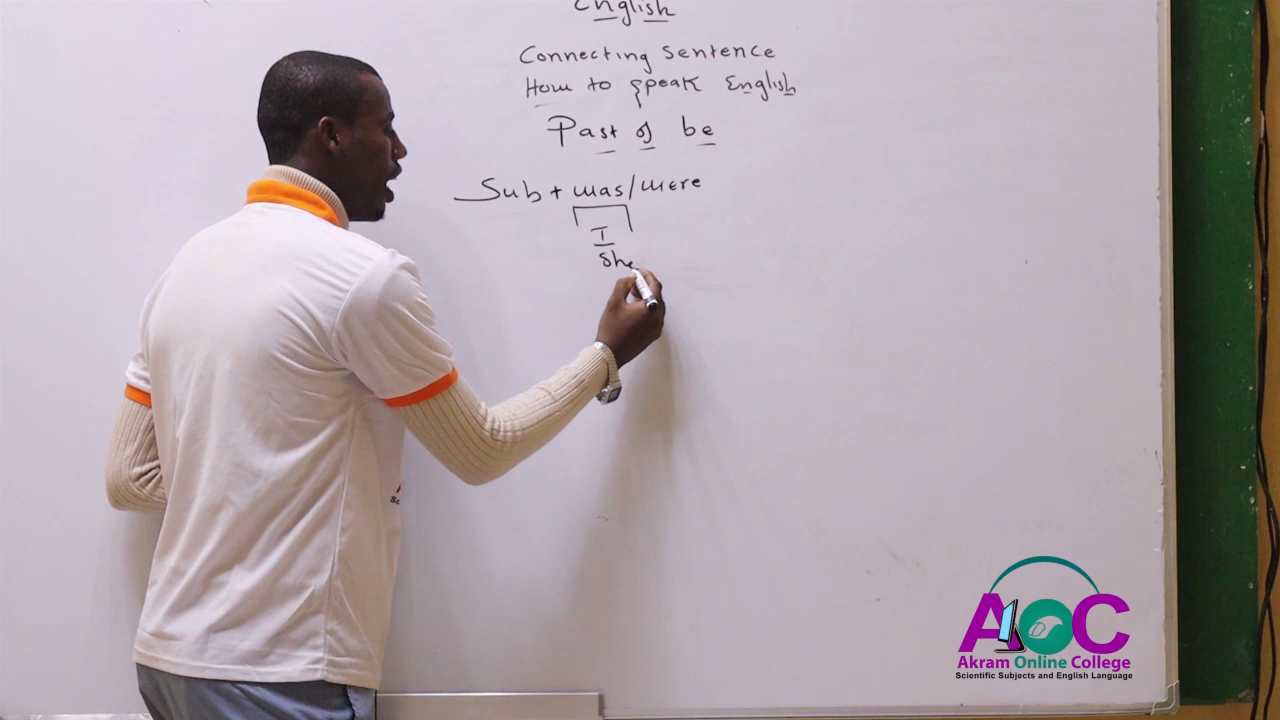 English
Connecting Sentence
How to speak English
Past of be
Sub + was/were
I
She
AOC
Akram Online College
Scientific Subjects and English Language